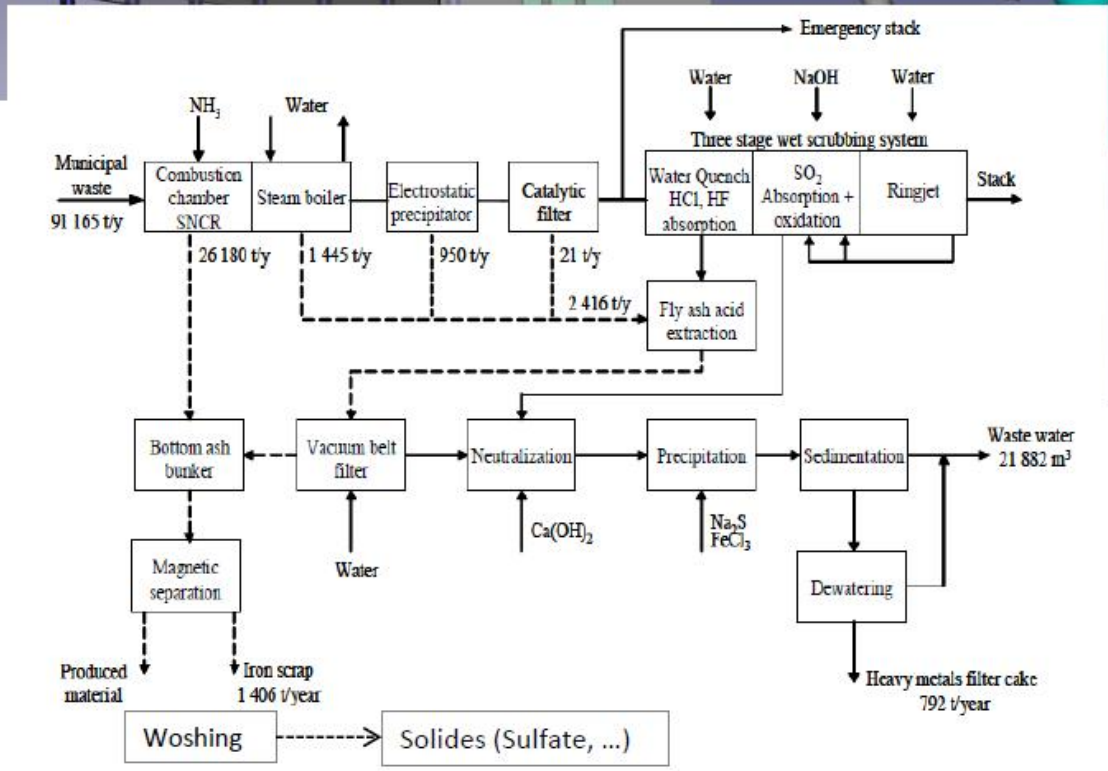 Emergency stack
Water
NaOH
Water
NH3
Water
Three stage wet scrubbing system
Municipal
waste
91 165 t/y
Combustion
chamber
SNCR
Steam boiler
Electrostatic
precipitator
Catalytic
filter
Water Quench
HCl, HF
absorption
SO2
Absorption +
oxidation
Ringjet
Stack
26 180 t/y
1 445 t/y
950 t/y
21 t/y
2 416 t/y
Fly ash acid
extraction
Bottom ash
bunker
Vacuum belt
filter
Neutralization
Precipitation
Sedimentation
Waste water
21 882 m3
Water
Ca(OH)2
Na2S
FeCl3
Magnetic
separation
Dewatering
Produced
material
Iron scrap
1 406 t/year
Heavy metals filter cake
792 t/year
Woshing
Solides (Sulfate, ...)